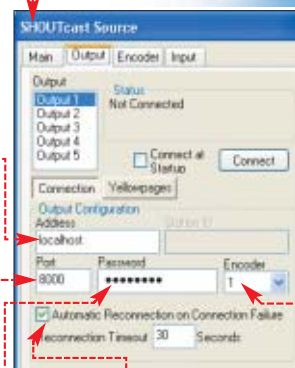 SHOUTcast Source
Main Output Encoder Input
Output
Output 1
Output 2
Output 3
Output 4
Output 5
Status
Not Connected
Connect at Startup
Connect
Connection Yellowpages
Output Configuration
Address
Station ID
localhost
Port Password Encoder
8000 •••••••• 1
Automatic Reconnection on Connection Failure
Reconnection Timeout 30 Seconds